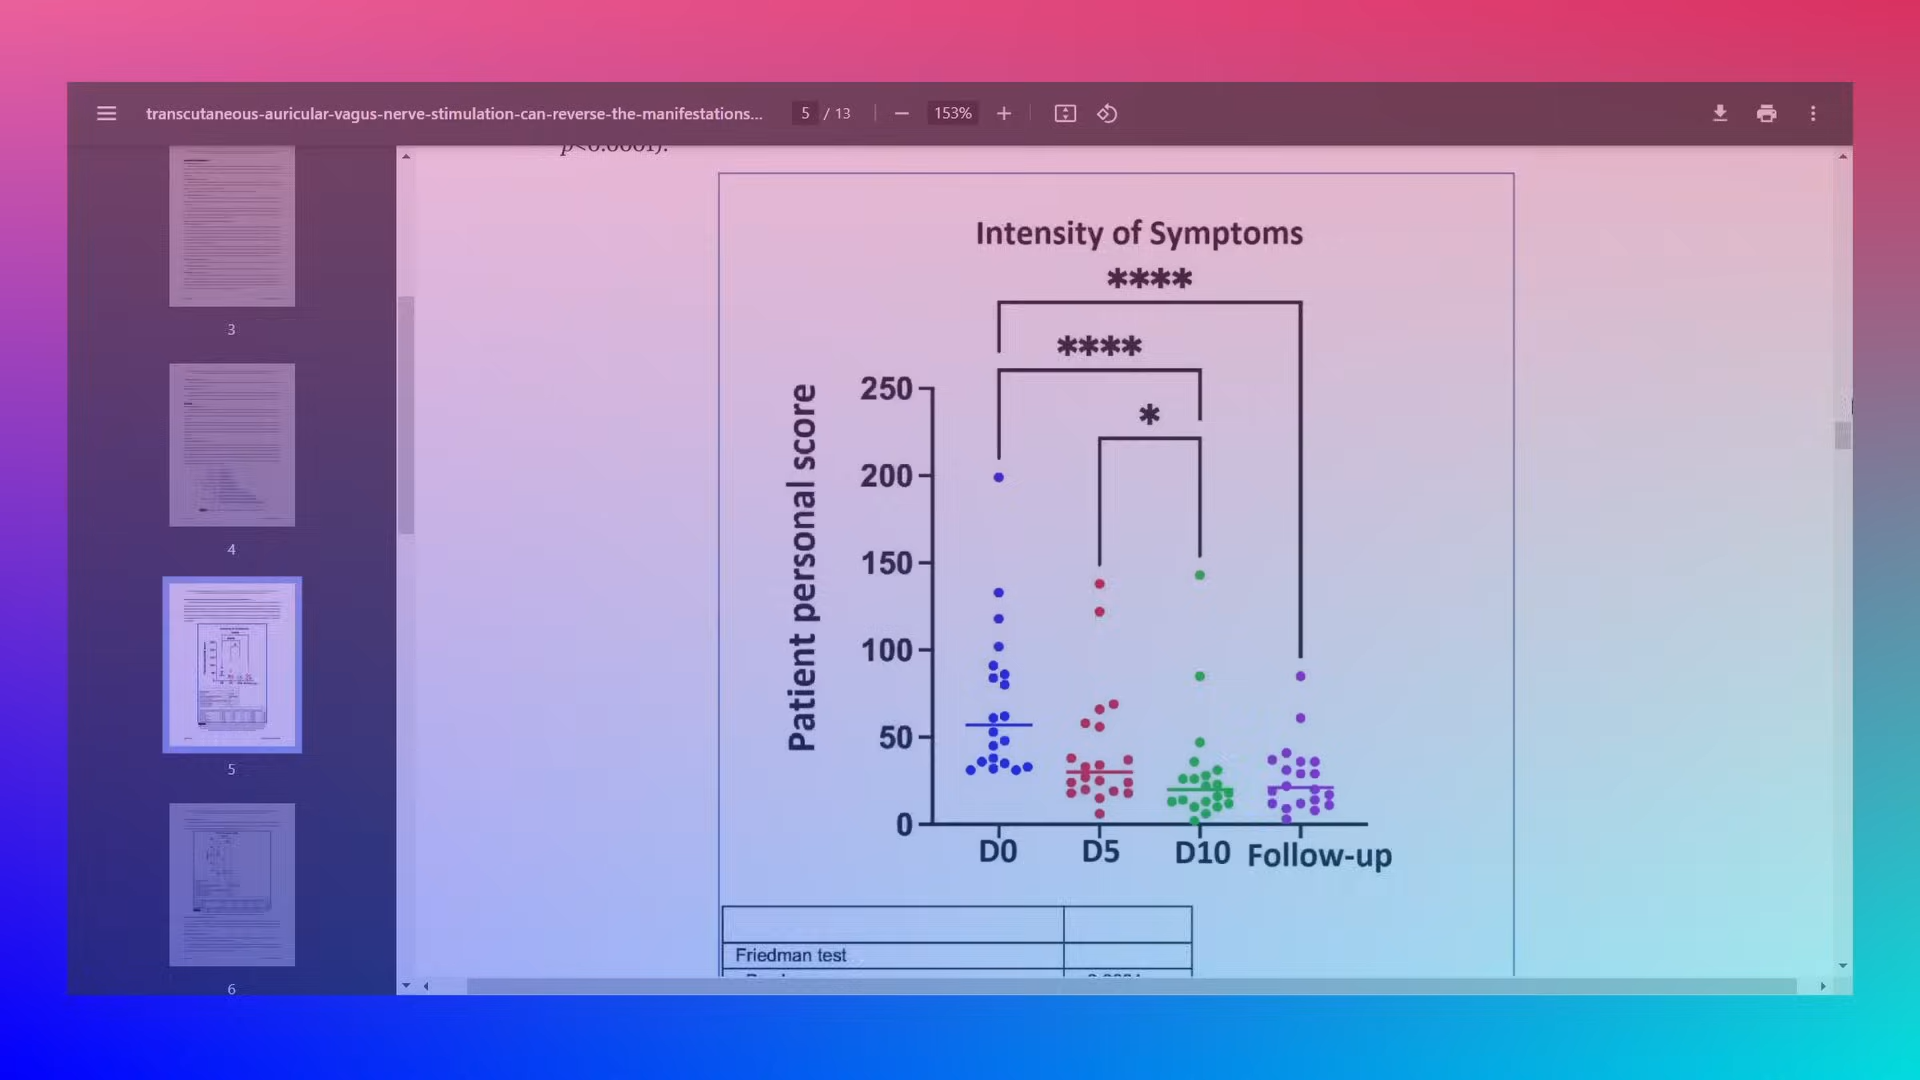 transcutaneous-auricular-vagus-nerve-stimulation-can-reverse-the-manifestations...
5 / 13
153%
3
4
5
6
Intensity of Symptoms
****
****
*
Patient personal score
250
200
150
100
50
0
D0 D5 D10 Follow-up
Friedman test